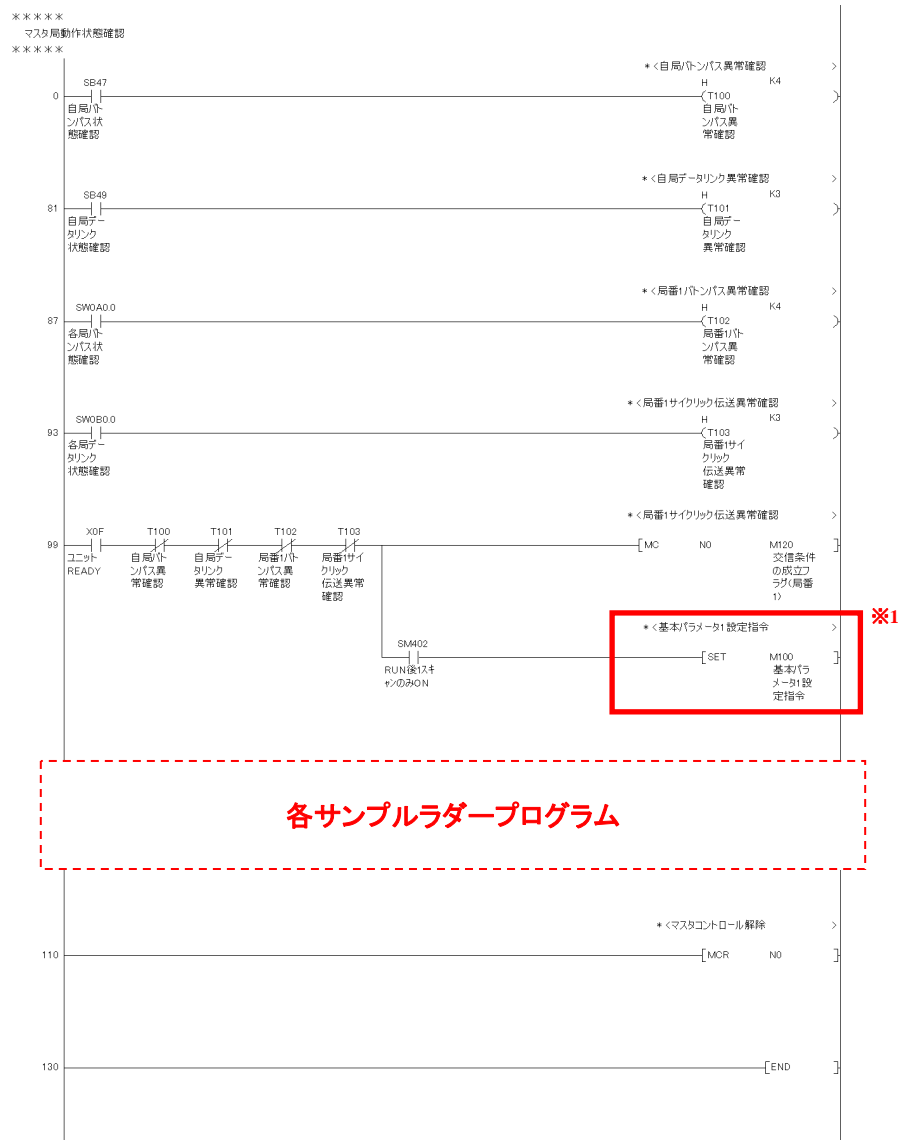 *****
マスタ局動作状態確認
*****
*<自局バトンパス異常確認 >
SB47 H K4
0 (T100 )
自局バト 自局バト
ンパス状 ンパス異
態確認 常確認
*<自局データリンク異常確認 >
SB49 H K3
81 (T101 )
自局デー 自局デー
タリンク タリンク
状態確認 異常確認
*<局番1バトンパス異常確認 >
SW0A0.0 H K4
87 (T102 )
各局バト 局番1バト
ンパス状 ンパス異
態確認 常確認
*<局番1サイクリック伝送異常確認 >
SW0B0.0 H K3
93 (T103 )
各局デー 局番1サイ
タリンク クリック
状態確認 伝送異常
確認
*<局番1サイクリック伝送異常確認 >
X0F T100 T101 T102 T103
99 [MC N0 M120 ]
ユニット 自局バト 自局デー 局番1バト 局番1サイ 交信条件
READY ンパス異 タリンク ンパス異 クリック の成立フ
常確認 異常確認 常確認 伝送異常 ラグ(局番
確認 1)
※1
*<基本パラメータ1設定指令 >
SM402
[SET M100 ]
RUN後1スキ 基本パラ
ャンのみON メータ1設
定指令
各サンプルラダープログラム
*<マスタコントロール解除 >
110 [MCR N0 ]
130 [END ]